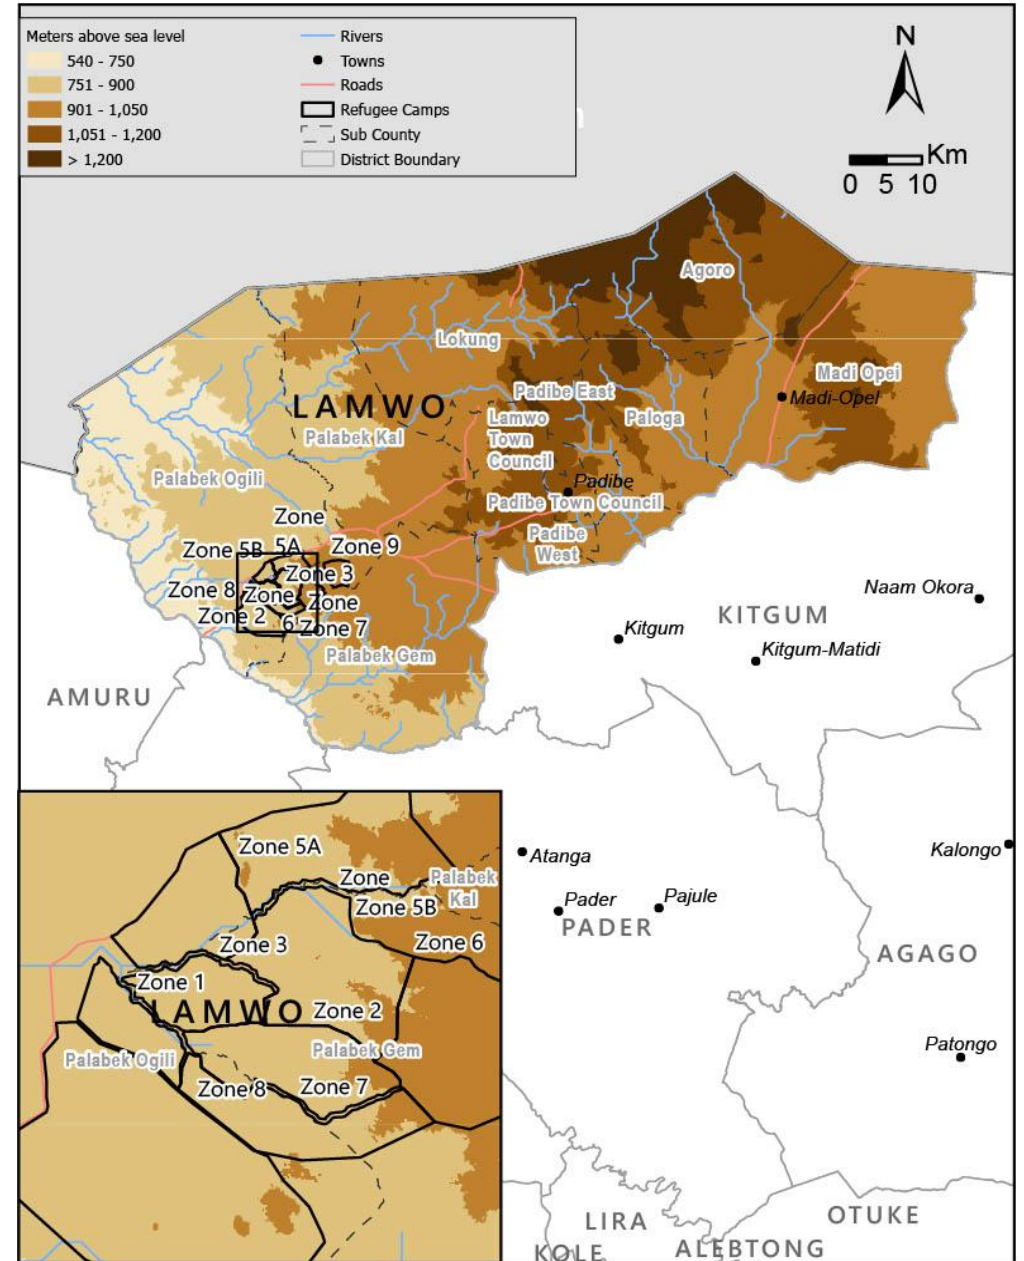 Meters above sea level
540 - 750
751 - 900
901 - 1,050
1,051 - 1,200
> 1,200
Rivers
Towns
Roads
Refugee Camps
Sub County
District Boundary
N
Km
0 5 10
Agoro
Lokung
Madi Opei
Madi-Opel
Padibe East
LAMWO
Lamwo
Town
Council
Paloga
Palabek Kal
Palabek Ogili
Padibe
Padibe Town Council
Padibe
West
Zone
Zone 5B
5A
Zone 9
Zone 3
Zone 8
Zone
Zone
Zone 2
6
Zone 7
Palabek Gem
Naam Okora
KITGUM
Kitgum
Kitgum-Matidi
AMURU
Zone 5A
Zone
Palabek
Kal
Zone 5B
Zone 3
Zone 6
Zone 1
LAMWO
Zone 2
Palabek Ogili
Palabek Gem
Zone 8
Zone 7
Atanga
Kalongo
Pader
Pajule
PADER
AGAGO
Patongo
LIRA
OTUKE
KOLE
ALEBTONG